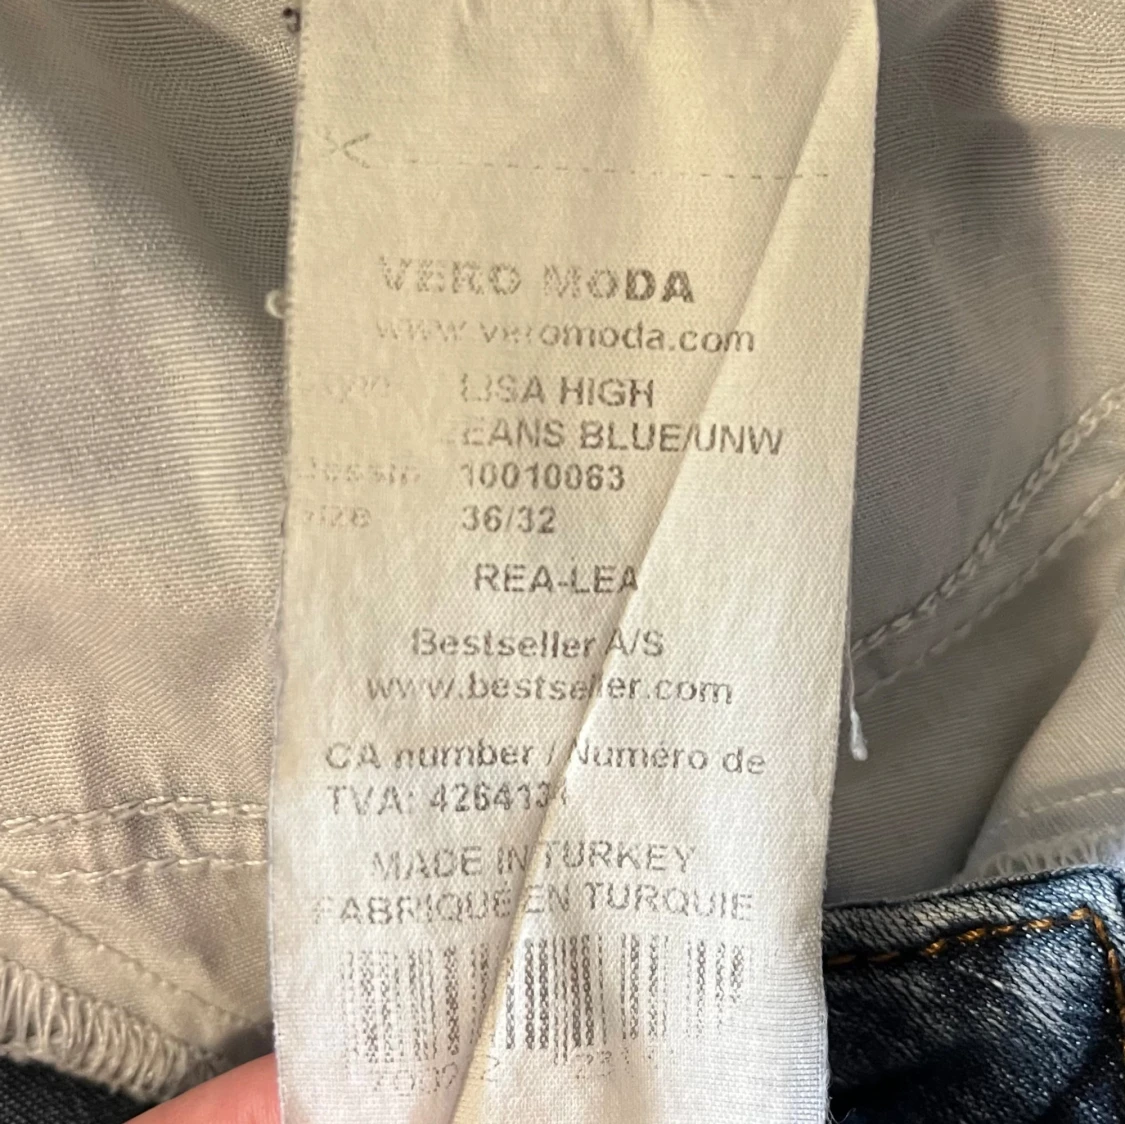 VERO MODA
www.veromoda.com
LISA HIGH
JEANS BLUE/UNW
10010063
Size 36/32
REA-LEA
Bestseller A/S
www.bestseller.com
CA number / Numéro de
TVA:
MADE IN TURKEY
FABRIQUÉ EN TURQUIE